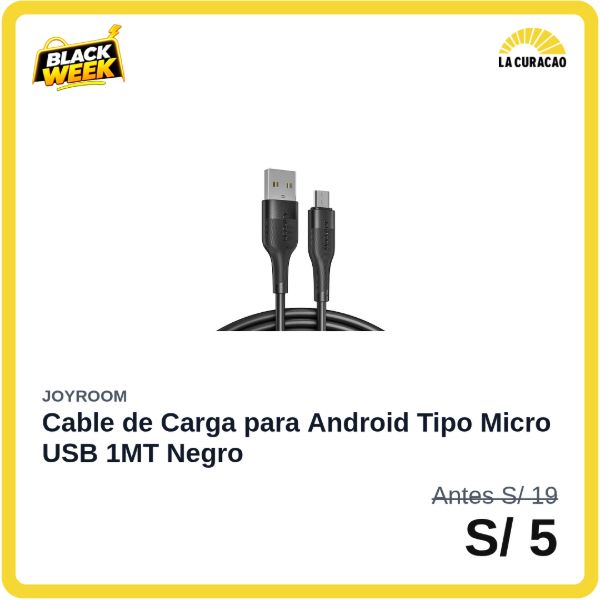 BLACK
WEEK
LA CURACAO
JOYROOM
Cable de Carga para Android Tipo Micro
USB 1MT Negro
Antes S/ 19
S/ 5